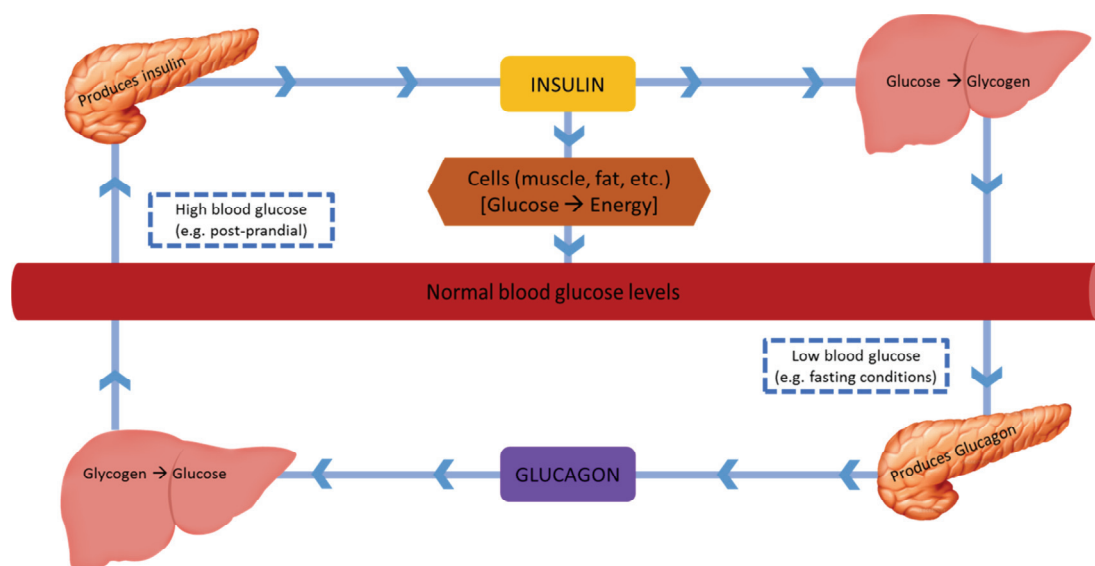 Produces insulin
INSULIN
Glucose → Glycogen
Cells (muscle, fat, etc.)
[Glucose → Energy]
High blood glucose
(e.g. post-prandial)
Normal blood glucose levels
Low blood glucose
(e.g. fasting conditions)
Glycogen → Glucose
GLUCAGON
Produces Glucagon